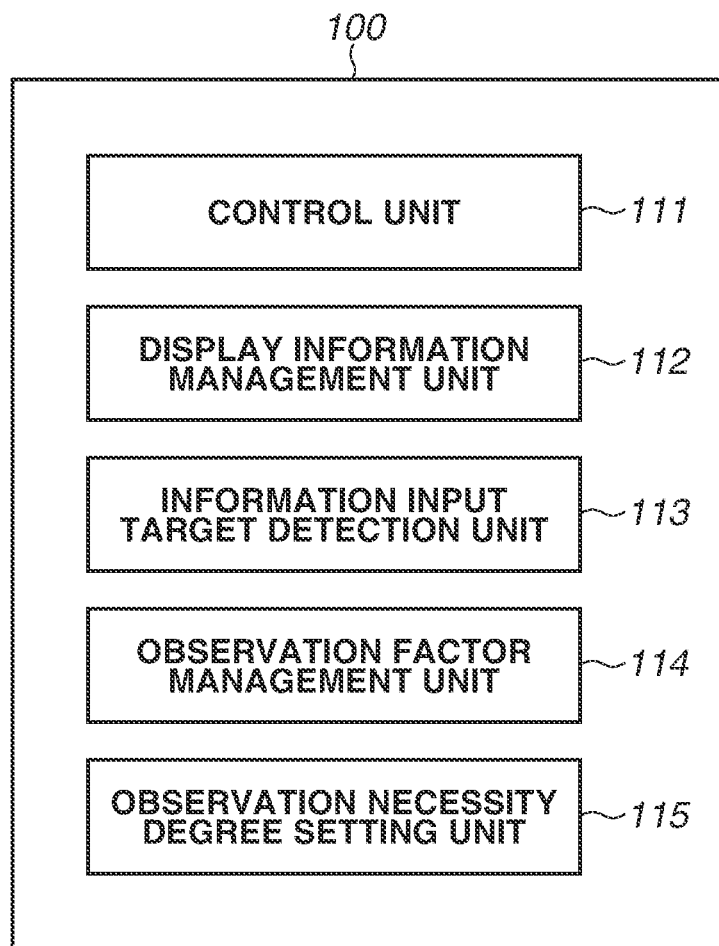 100
CONTROL UNIT
111
DISPLAY INFORMATION
MANAGEMENT UNIT
112
INFORMATION INPUT
TARGET DETECTION UNIT
113
OBSERVATION FACTOR
MANAGEMENT UNIT
114
OBSERVATION NECESSITY
DEGREE SETTING UNIT
115